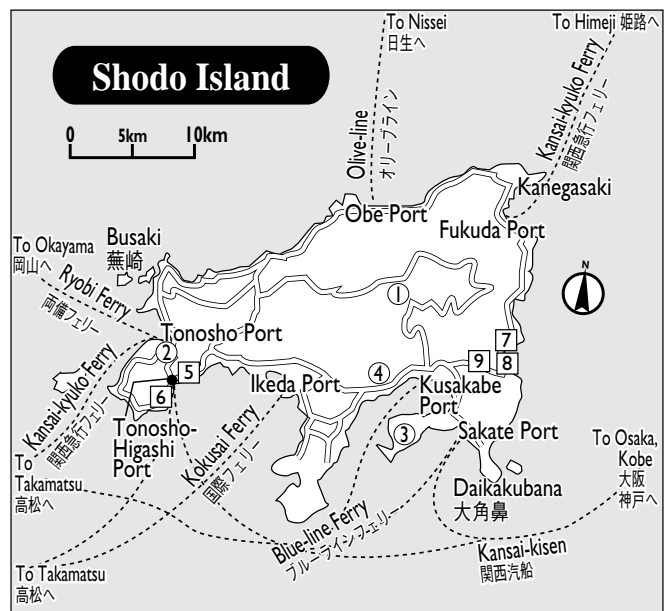 To Nissei
日生へ
To Himeji 姫路へ
Shodo Island
0 5km 10km
Olive-line
オリーブライン
Kansai-kyuko Ferry
関西急行フェリー
Kanegasaki
Obe Port
Fukuda Port
Busaki
蕪崎
To Okayama
岡山へ
Ryobi Ferry
両備フェリー
N
1
Tonosho Port
2
7
5
4
9
8
Ikeda Port
Kusakabe
Port
6
Kansai-kyuko Ferry
関西急行フェリー
Tonosho-
Higashi
Port
Kokusai Ferry
国際フェリー
3
Sakate Port
To Osaka,
Kobe
大阪
神戸へ
To
Takamatsu
高松へ
Daikakubana
大角鼻
Blue-line Ferry
ブルーラインフェリー
Kansai-kisen
関西汽船
To Takamatsu
高松へ